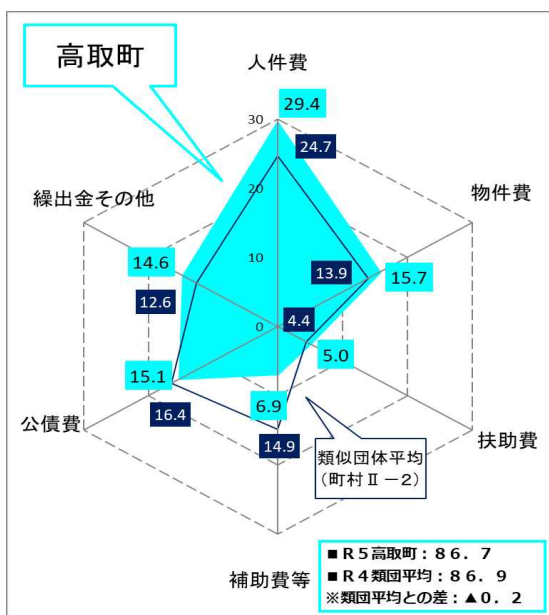 高取町
人件費
29.4
30
24.7
物件費
20
繰出金その他
14.6
10
13.9
15.7
12.6
4.4
0
5.0
15.1
6.9
16.4
14.9
公債費
扶助費
類似団体平均
（町村Ⅱ－２）
補助費等
■Ｒ５高取町：８６．７
■Ｒ４類団平均：８６．９
※類団平均との差：▲０．２